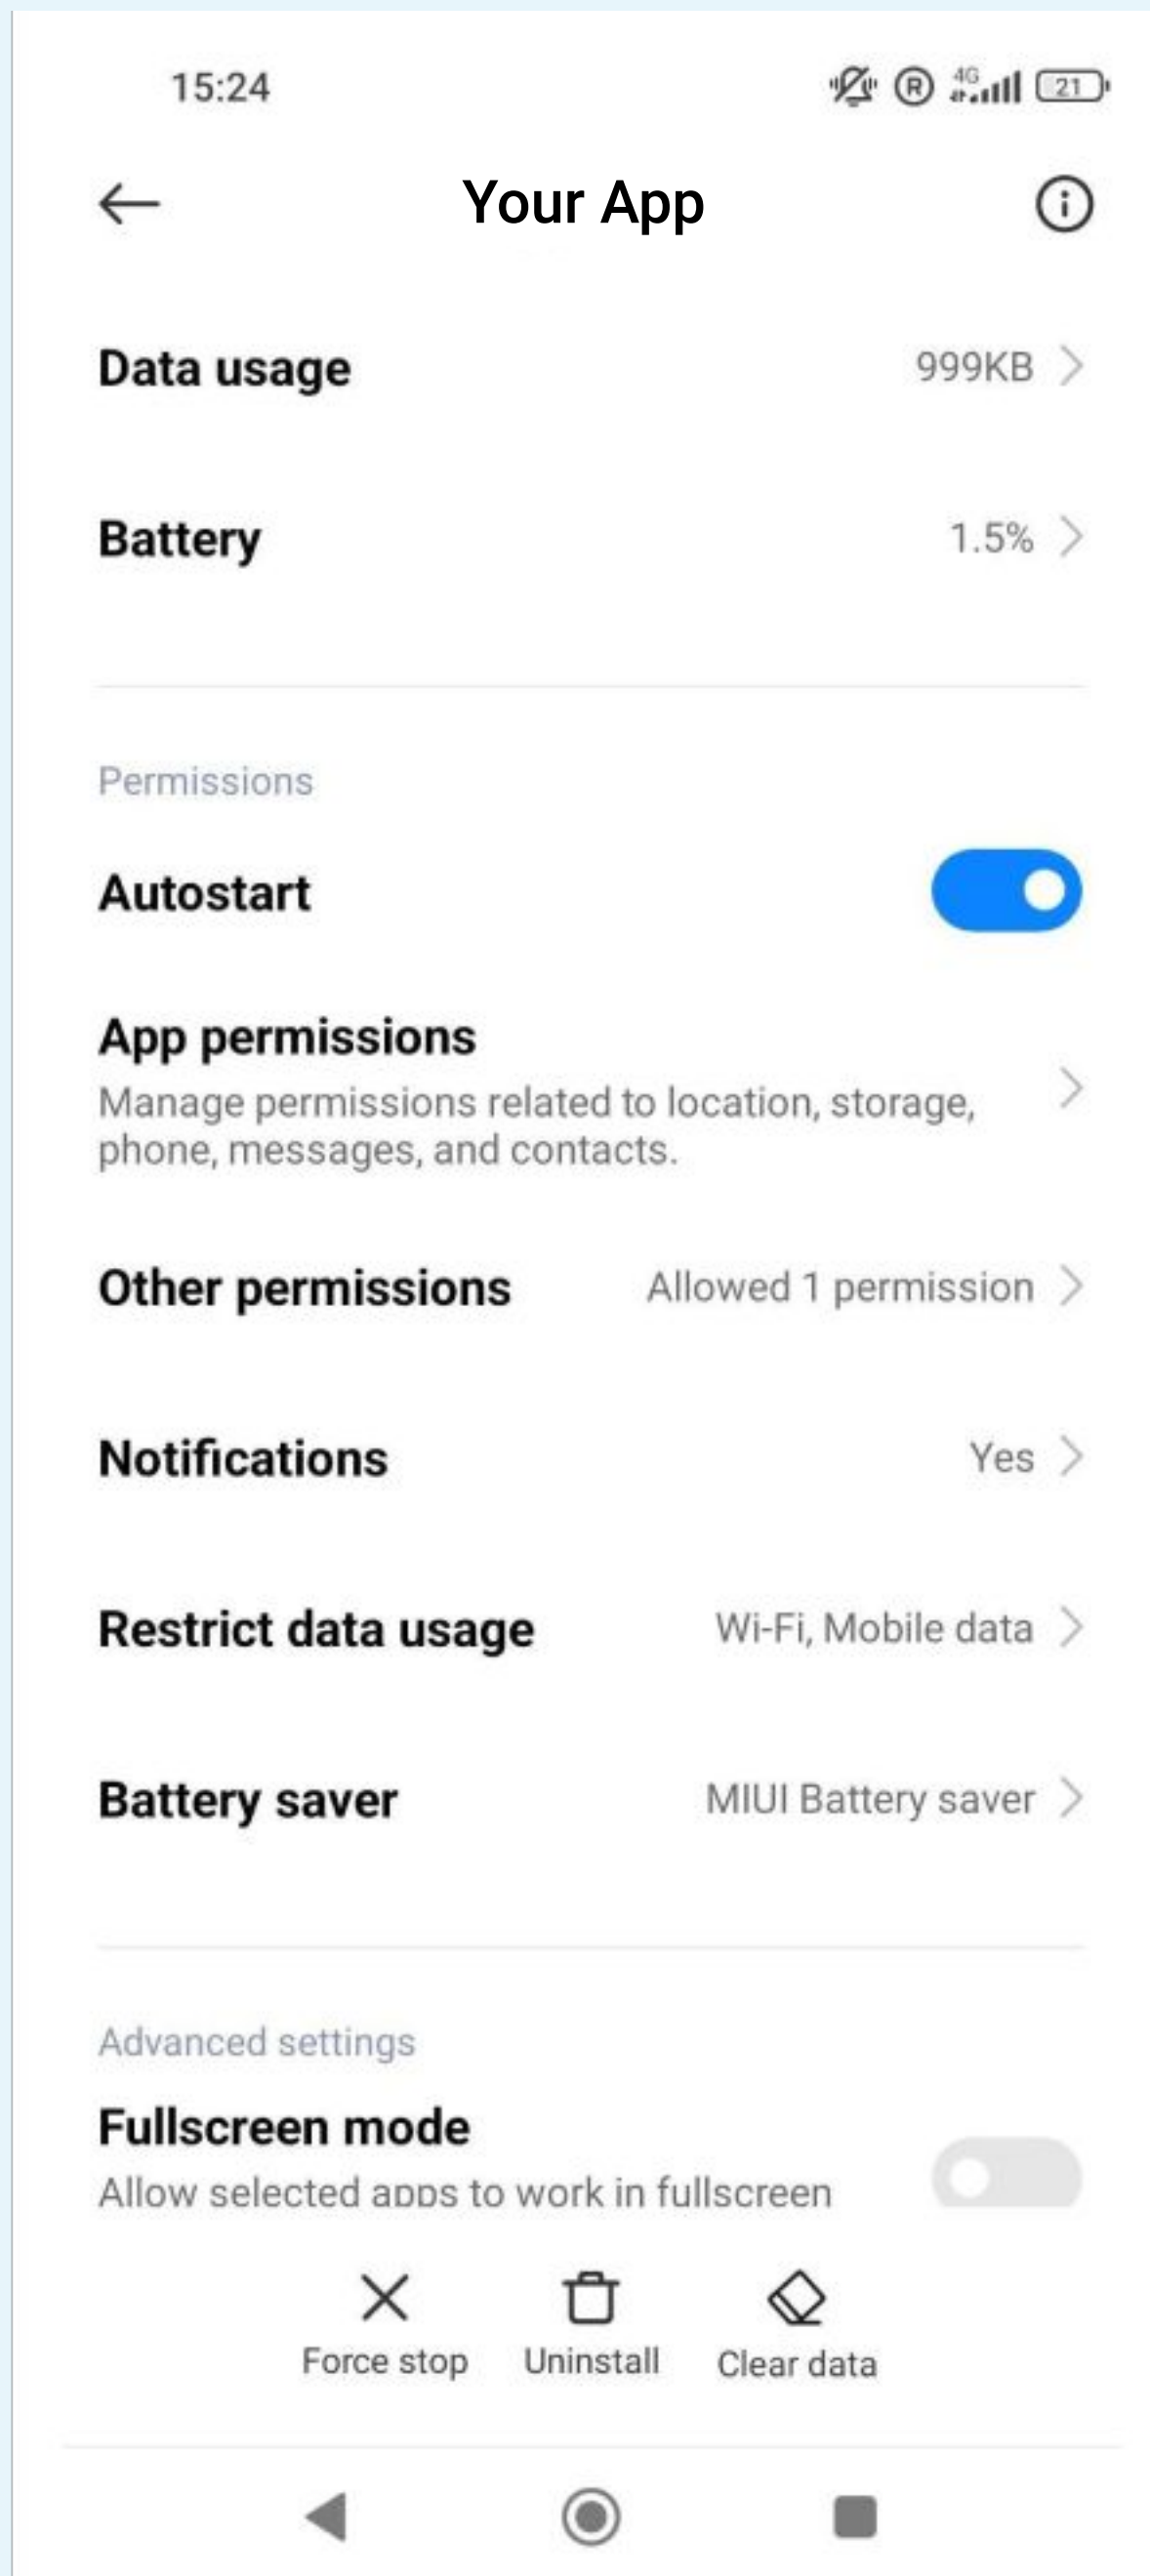 15:24
R 4G 21
Your App
Data usage 999KB
Battery 1.5%
Permissions
Autostart
App permissions
Manage permissions related to location, storage,
phone, messages, and contacts.
Other permissions Allowed 1 permission
Notifications Yes
Restrict data usage Wi-Fi, Mobile data
Battery saver MIUI Battery saver
Advanced settings
Fullscreen mode
Allow selected apps to work in fullscreen
Force stop Uninstall Clear data